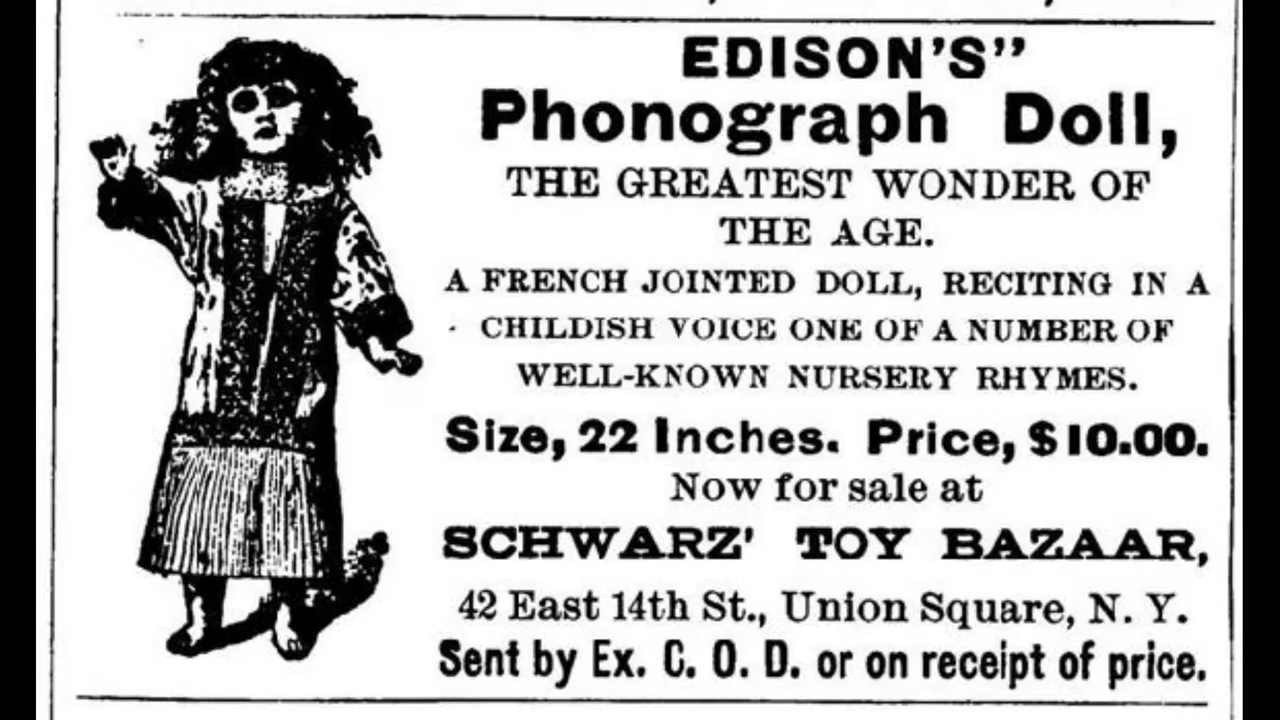 EDISON'S”
Phonograph Doll,
THE GREATEST WONDER OF
THE AGE.
A FRENCH JOINTED DOLL, RECITING IN A
CHILDISH VOICE ONE OF A NUMBER OF
WELL-KNOWN NURSERY RHYMES.
Size, 22 Inches. Price, $10.00.
Now for sale at
SCHWARZ' TOY BAZAAR,
42 East 14th St., Union Square, N. Y.
Sent by Ex. C. O. D. or on receipt of price.